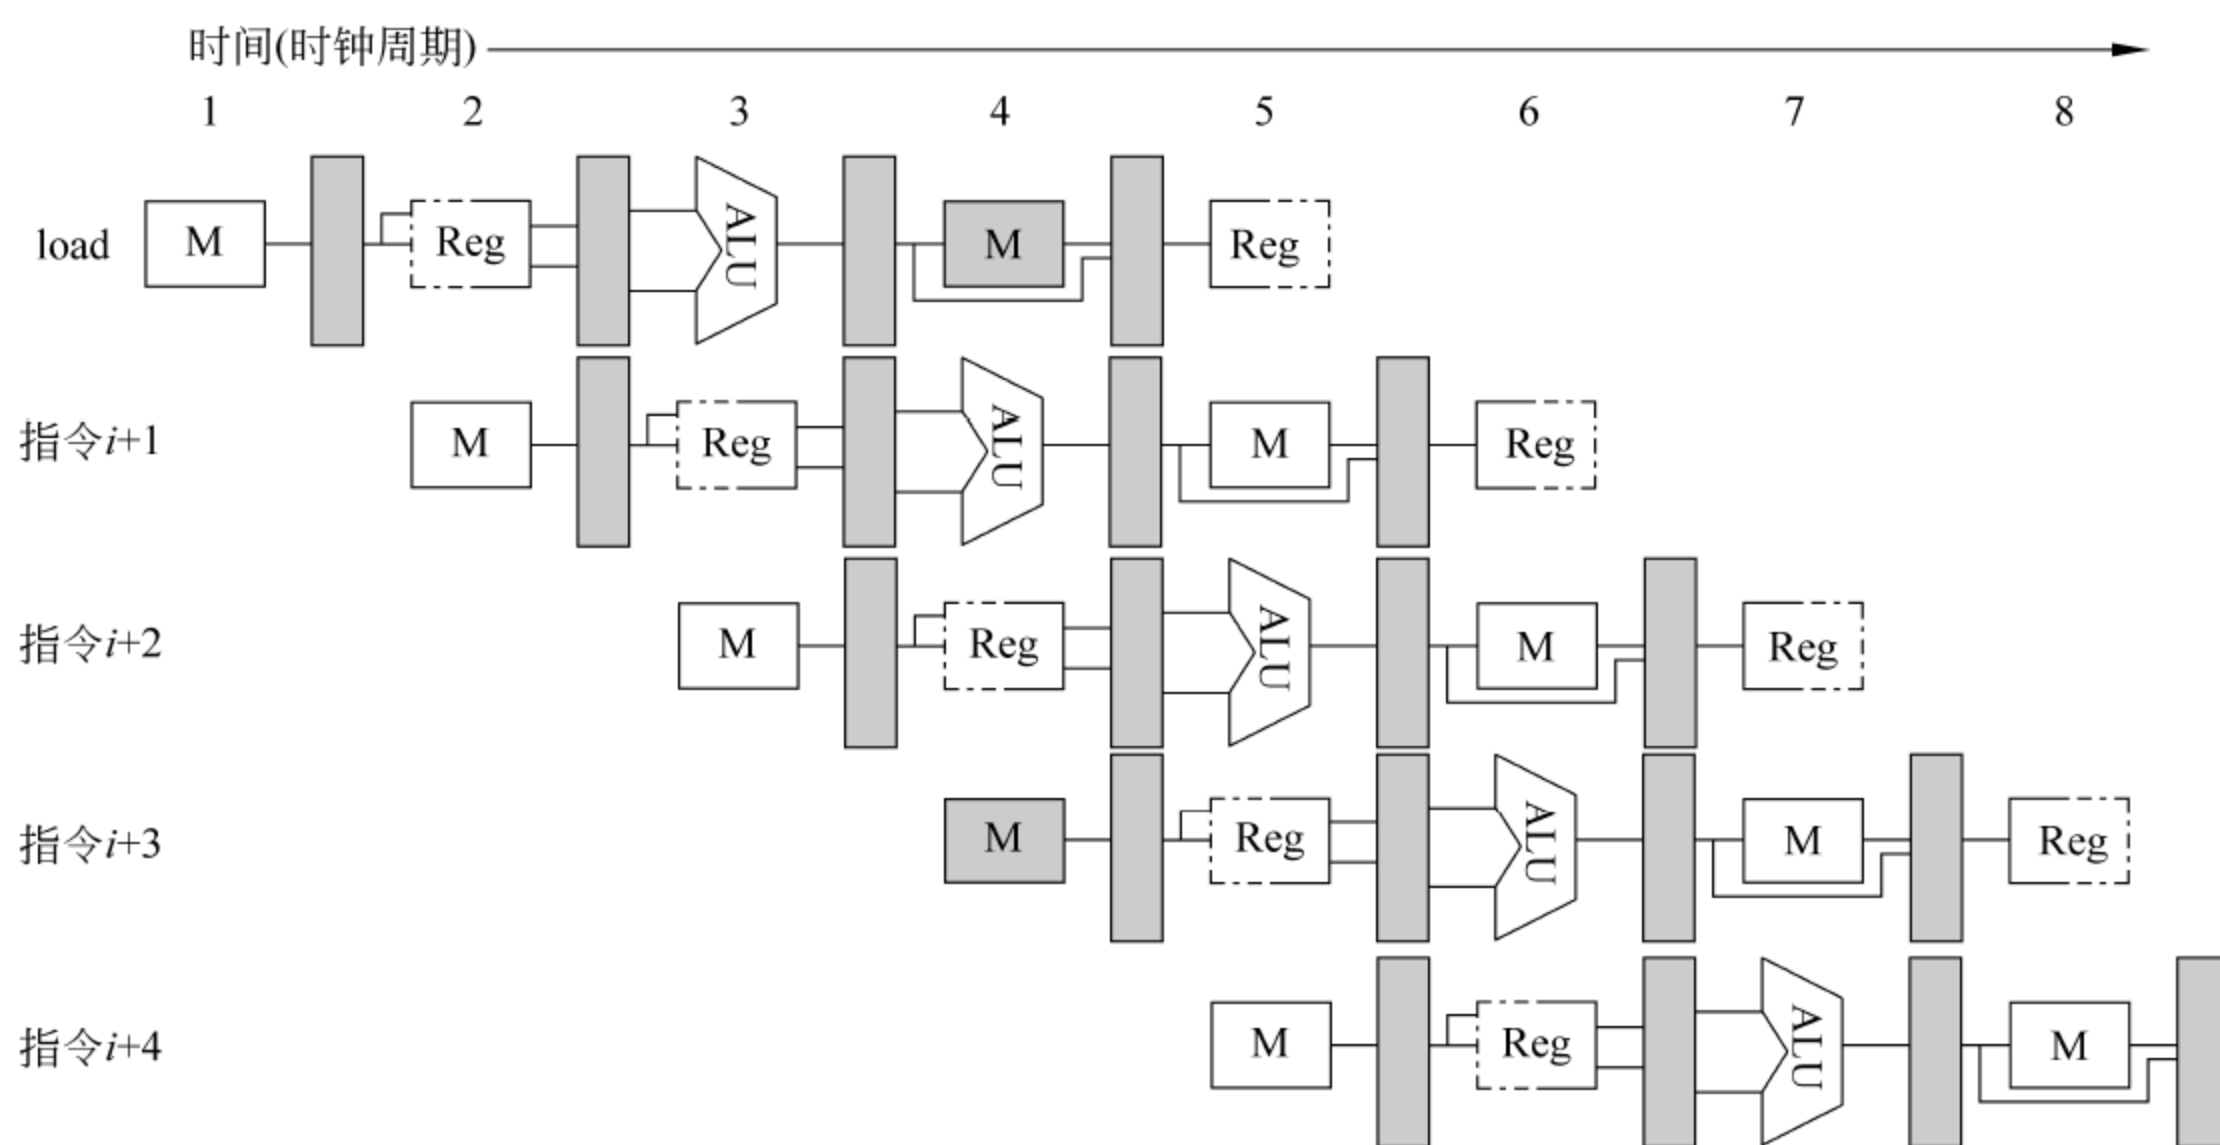 时间(时钟周期)
1 2 3 4 5 6 7 8
load M Reg ALU M Reg
指令i+1 M Reg ALU M Reg
指令i+2 M Reg ALU M Reg
指令i+3 M Reg ALU M Reg
指令i+4 M Reg ALU M